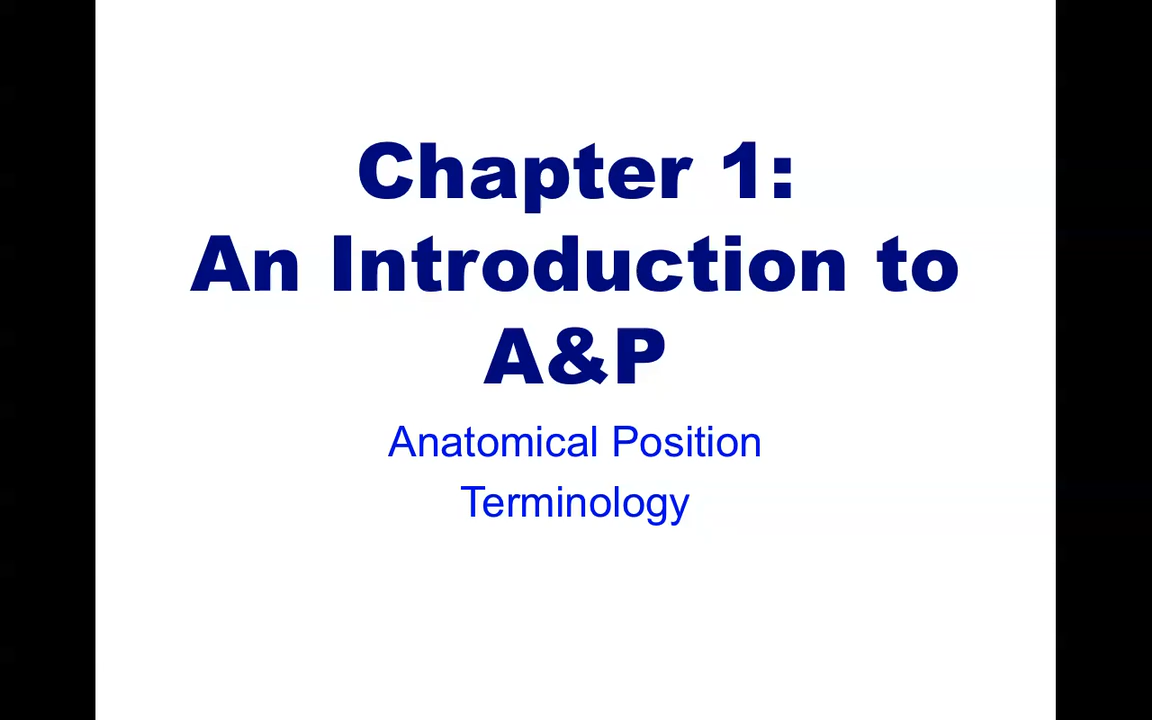 Chapter 1:
An Introduction to
A&P
Anatomical Position
Terminology